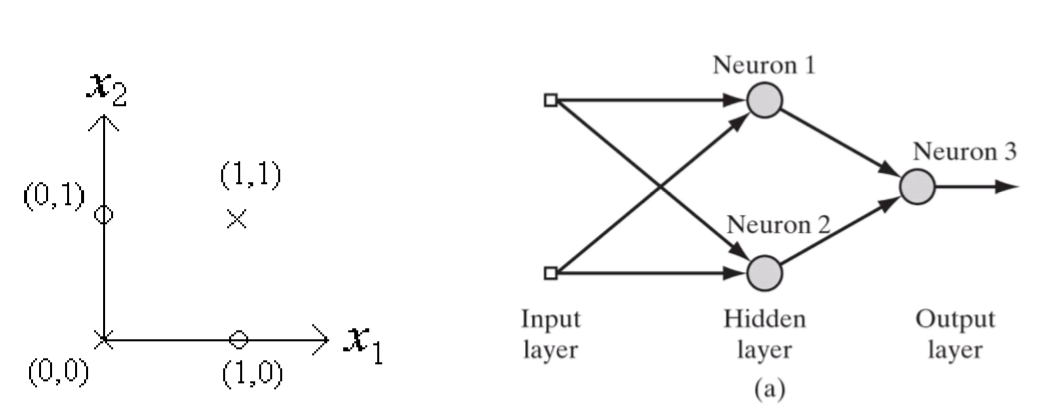 x₂
(0,1)
(1,1)
(0,0)
(1,0)
x₁
Neuron 1
Neuron 2
Neuron 3
Input
layer
Hidden
layer
Output
layer
(a)